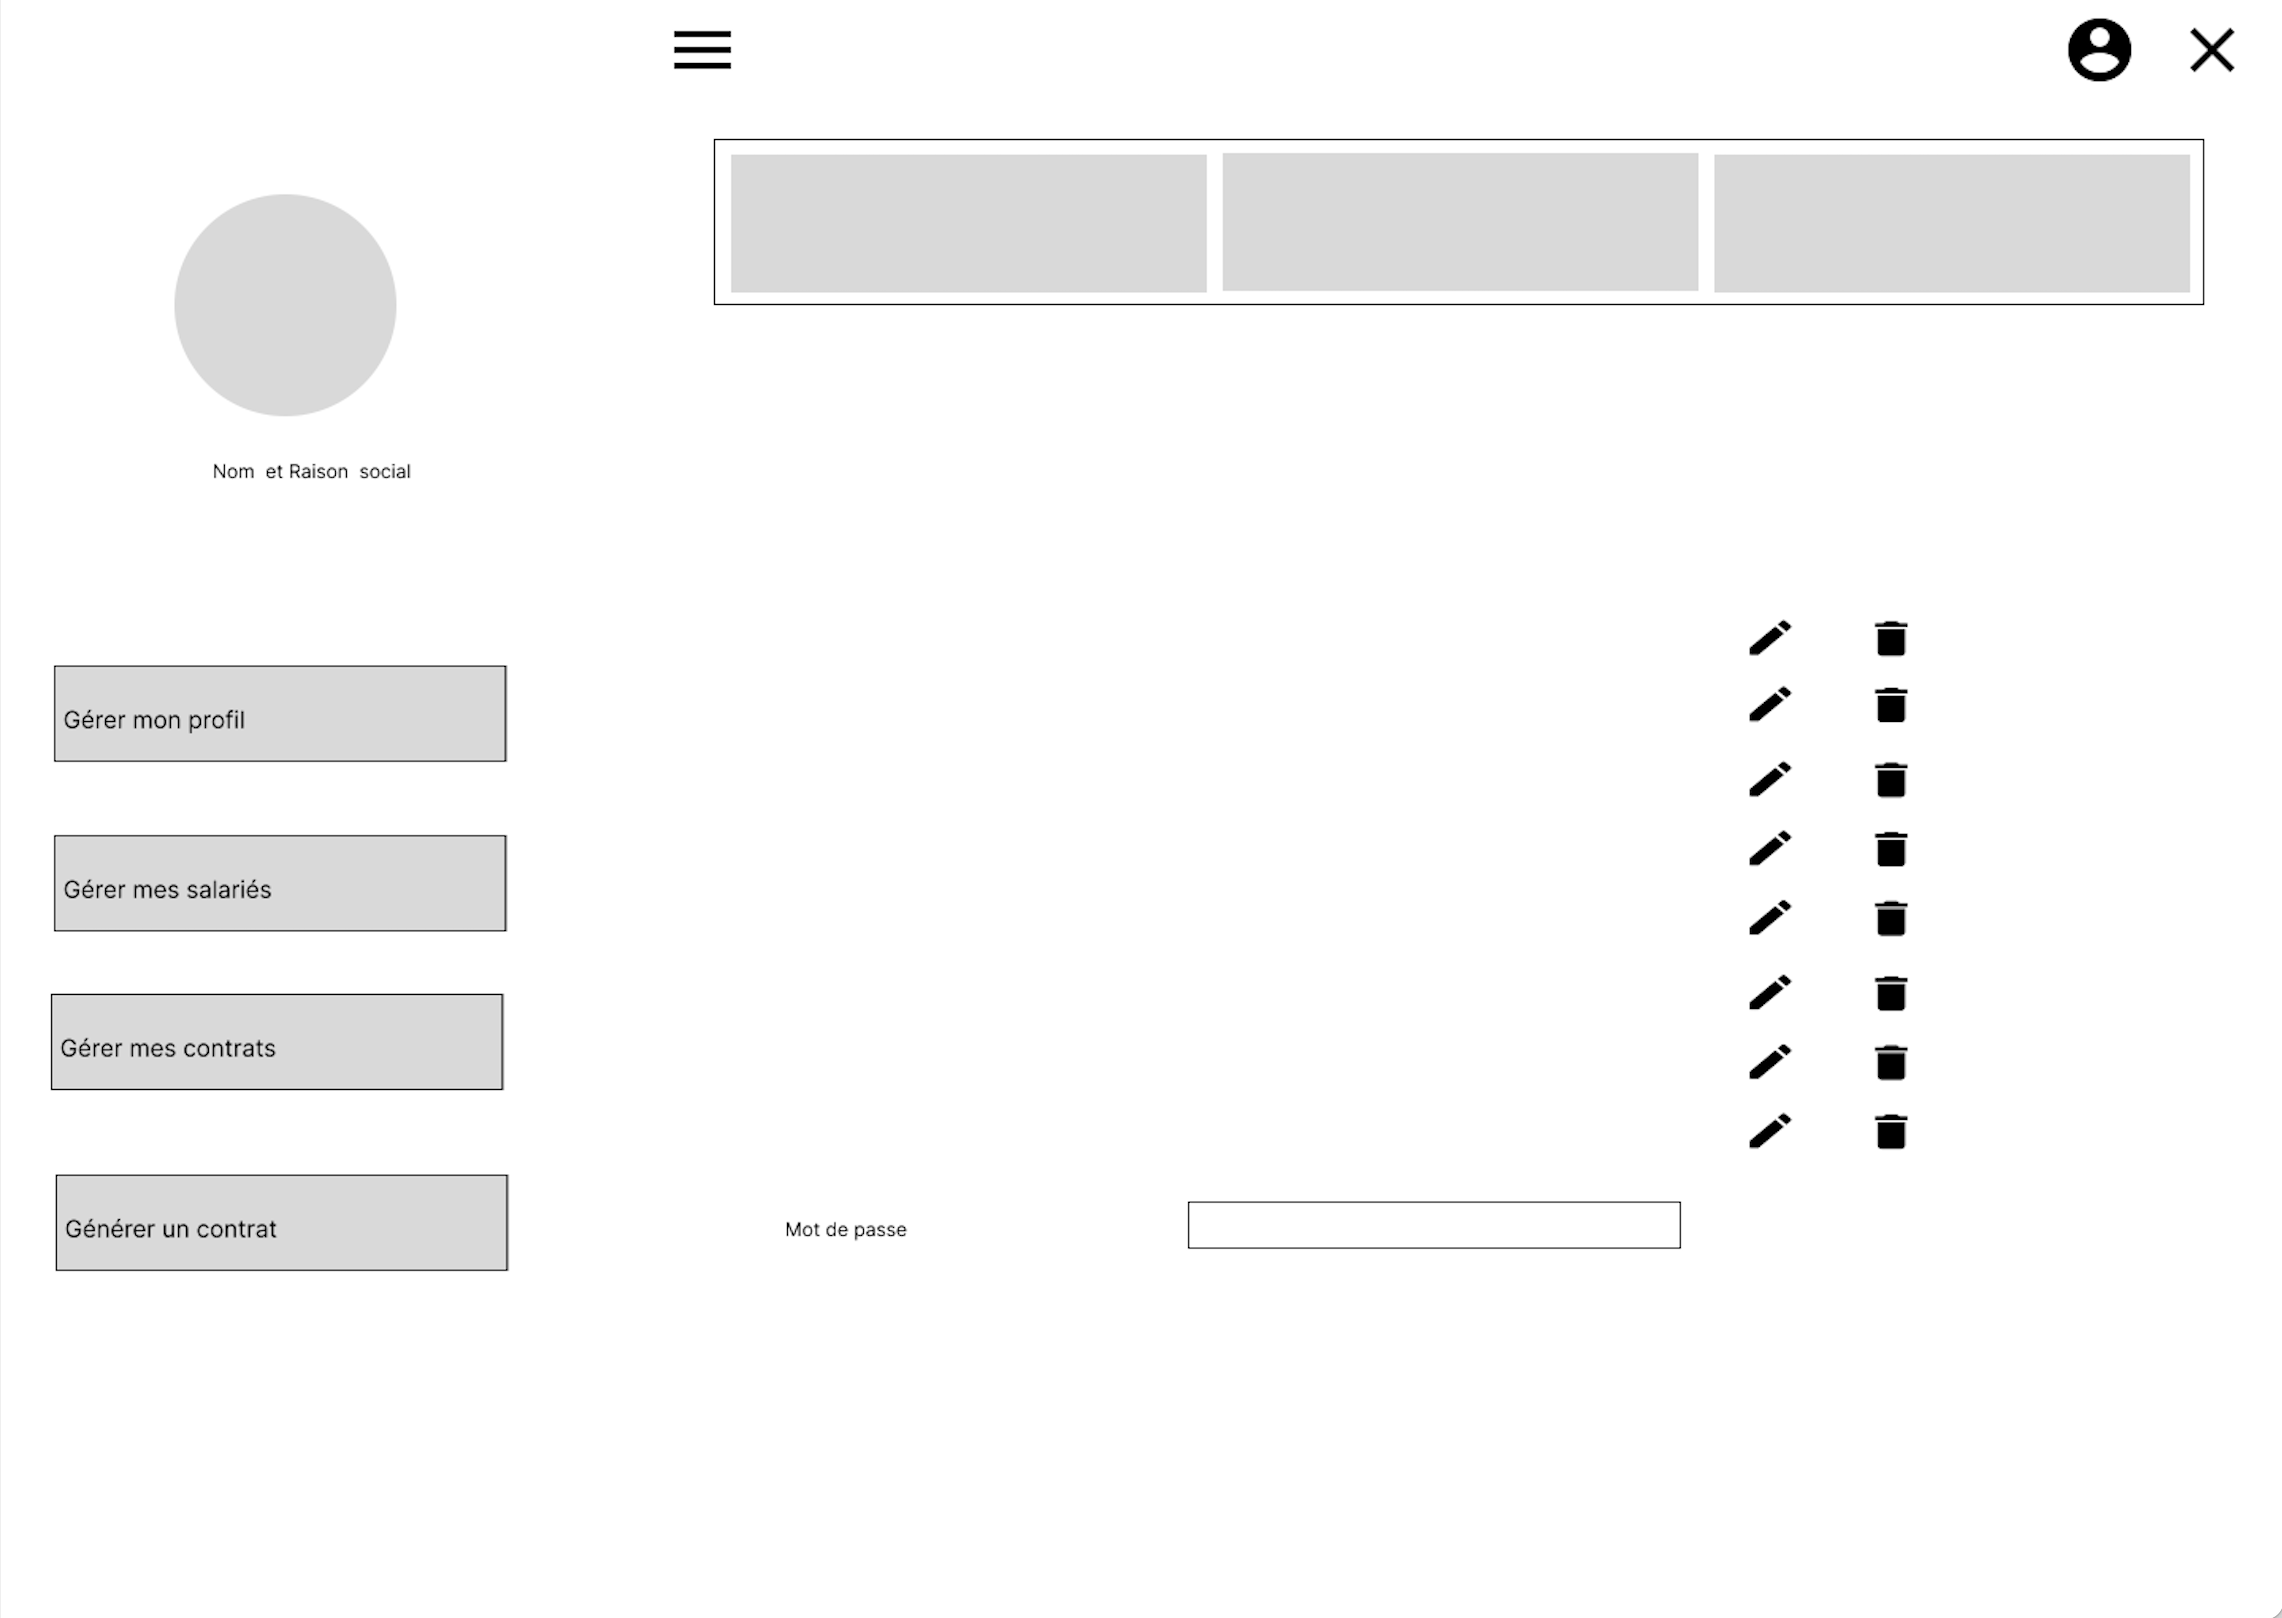 Nom et Raison social
Gérer mon profil
Gérer mes salariés
Gérer mes contrats
Générer un contrat
Mot de passe